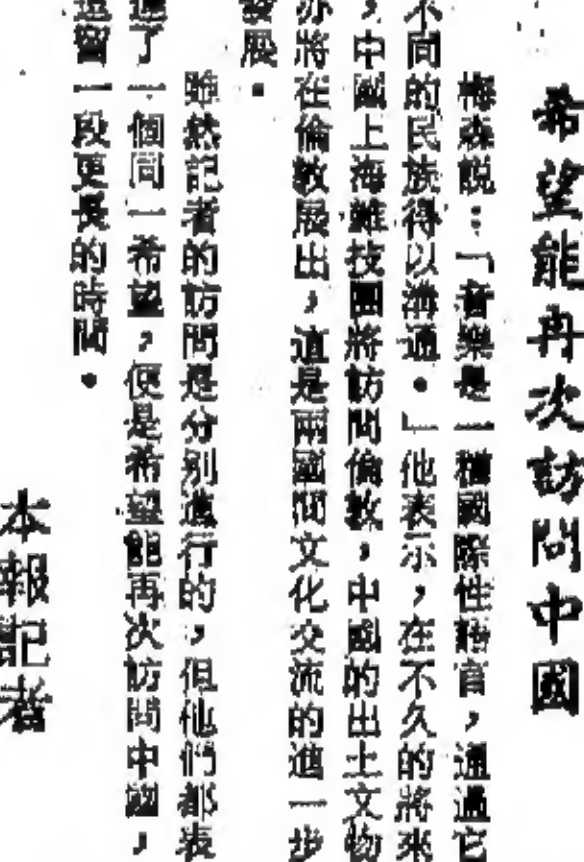 希望能再次訪問中國
梅森説：「音樂是一種國際性語言，通過它
不同的民族得以溝通．」他表示，在不久的將來
，中國上海雜技團將訪問倫敦，中國的出土文物
亦將在倫敦展出，這是兩國間文化交流的進一步
發展．
雖然記者的訪問是分別進行的，但他們都表
達了一個同一希望，便是希望能再次訪問中國，
逗留一段更長的時間．
本報記者